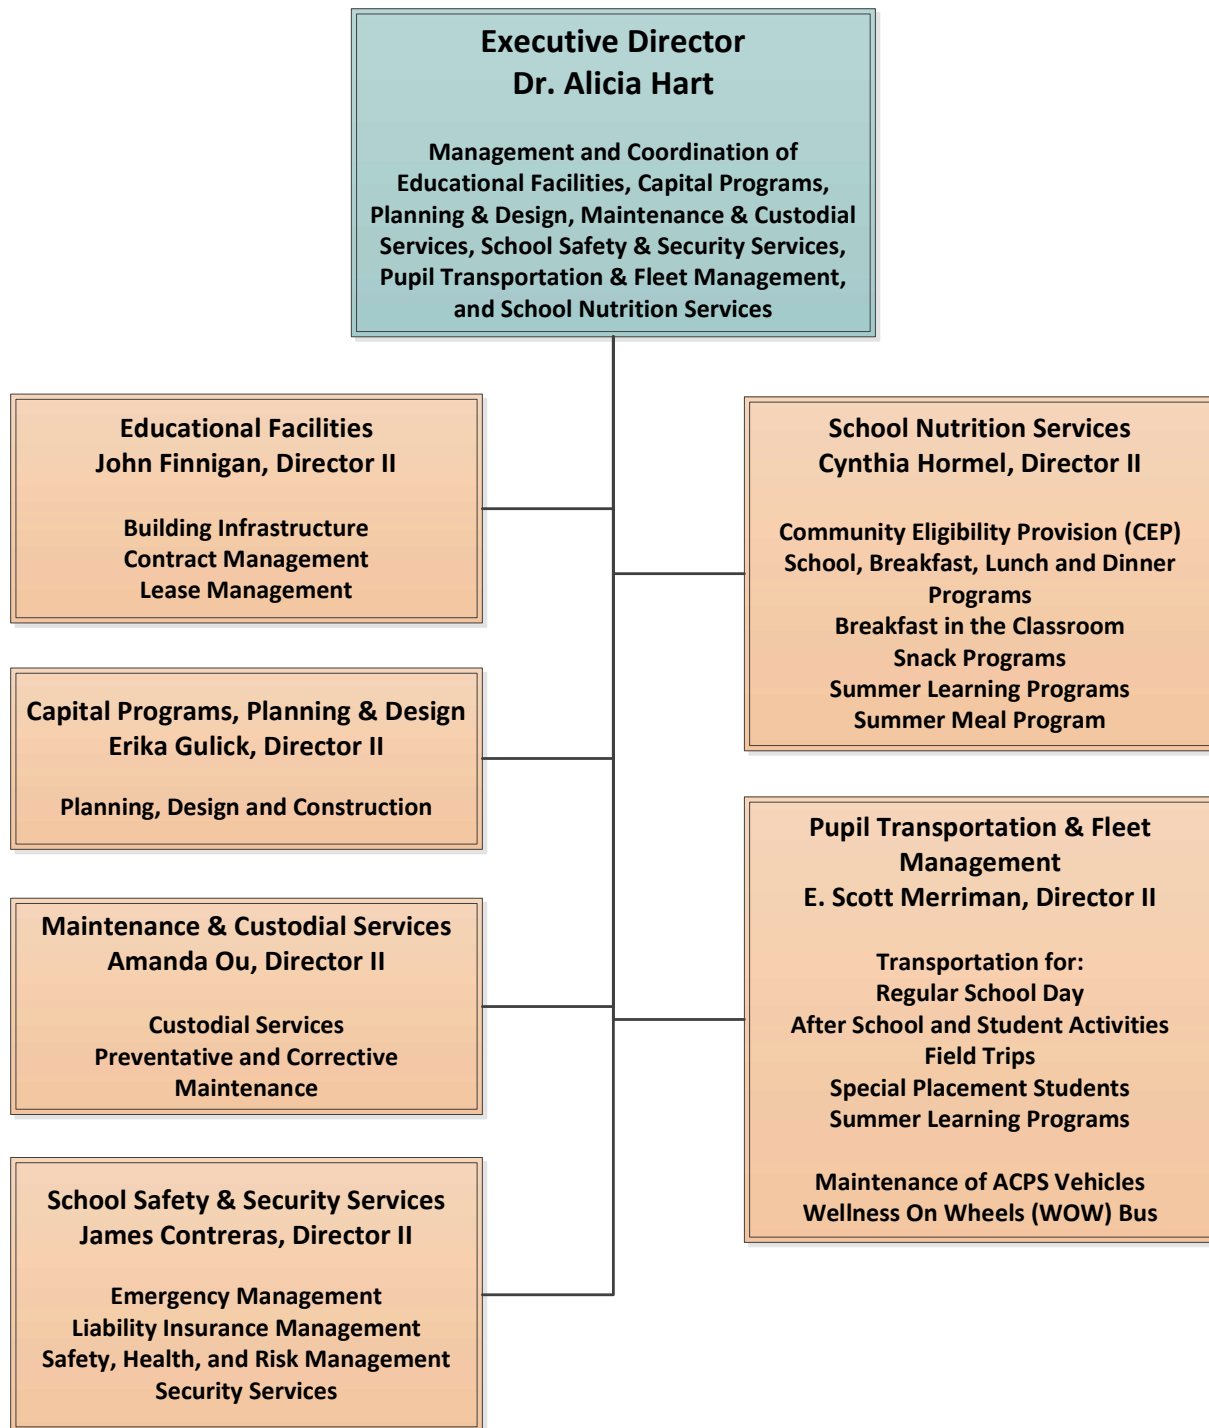 Executive Director
Dr. Alicia Hart
Management and Coordination of
Educational Facilities, Capital Programs,
Planning & Design, Maintenance & Custodial
Services, School Safety & Security Services,
Pupil Transportation & Fleet Management,
and School Nutrition Services
Educational Facilities
John Finnigan, Director II
Building Infrastructure
Contract Management
Lease Management
Capital Programs, Planning & Design
Erika Gulick, Director II
Planning, Design and Construction
Maintenance & Custodial Services
Amanda Ou, Director II
Custodial Services
Preventative and Corrective
Maintenance
School Safety & Security Services
James Contreras, Director II
Emergency Management
Liability Insurance Management
Safety, Health, and Risk Management
Security Services
School Nutrition Services
Cynthia Hormel, Director II
Community Eligibility Provision (CEP)
School, Breakfast, Lunch and Dinner
Programs
Breakfast in the Classroom
Snack Programs
Summer Learning Programs
Summer Meal Program
Pupil Transportation & Fleet
Management
E. Scott Merriman, Director II
Transportation for:
Regular School Day
After School and Student Activities
Field Trips
Special Placement Students
Summer Learning Programs
Maintenance of ACPS Vehicles
Wellness On Wheels (WOW) Bus